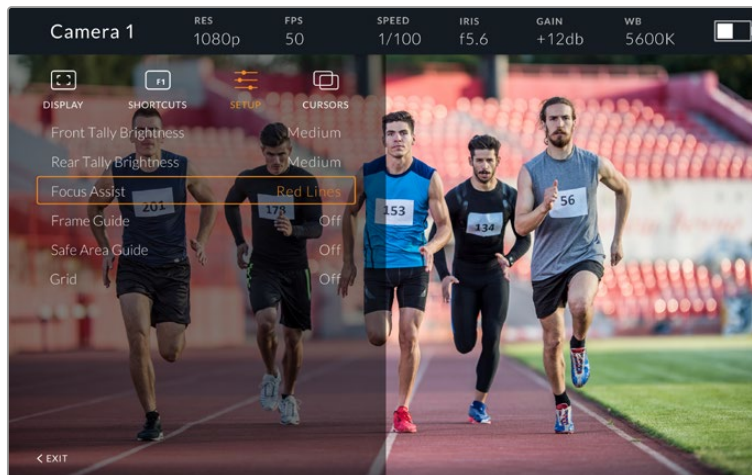 Camera 1
RES FPS SPEED IRIS GAIN WB
1080p 50 1/100 f5.6 +12db 5600K
F1
DISPLAY SHORTCUTS SETUP CURSORS
Front Tally Brightness Medium
Rear Tally Brightness Medium
Focus Assist Red Lines
Frame Guide Off
Safe Area Guide Off
Grid Off
201 178 153 134 56
< EXIT